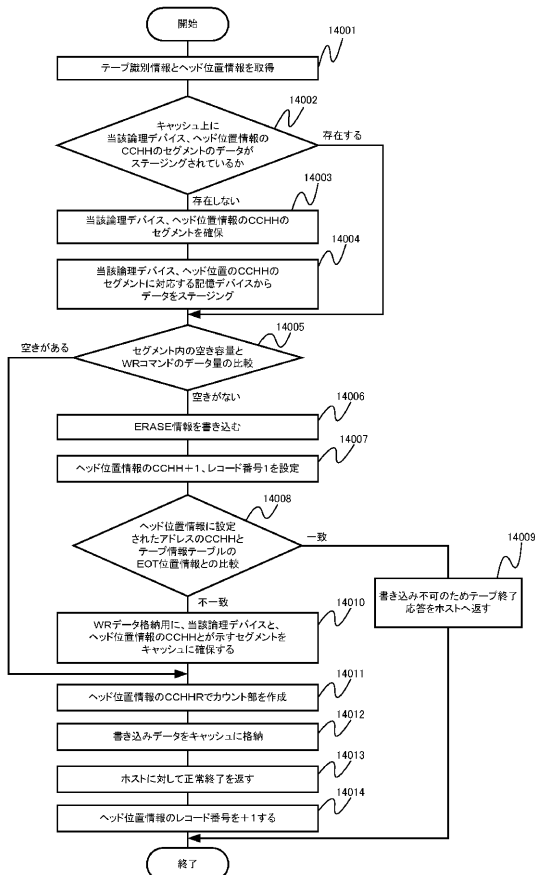 開始
14001
テープ識別情報とヘッド位置情報を取得
14002
キャッシュ上に
当該論理デバイス、ヘッド位置情報の
CCHHのセグメントのデータが
ステージングされているか
存在する
存在しない
14003
当該論理デバイス、ヘッド位置情報のCCHHの
セグメントを確保
14004
当該論理デバイス、ヘッド位置のCCHHの
セグメントに対応する記憶デバイスから
データをステージング
14005
空きがある
セグメント内の空き容量と
WRコマンドのデータ量の比較
空きがない
14006
ERASE情報を書き込む
14007
ヘッド位置情報のCCHH+1、レコード番号1を設定
14008
ヘッド位置情報に設定
されたアドレスのCCHHと
テープ情報テーブルの
EOT位置情報との比較
一致
14009
書き込み不可のためテープ終了
応答をホストへ返す
不一致
14010
WRデータ格納用に、当該論理デバイスと、
ヘッド位置情報のCCHHとが示すセグメントを
キャッシュに確保する
14011
ヘッド位置情報のCCHHRでカウント部を作成
14012
書き込みデータをキャッシュに格納
14013
ホストに対して正常終了を返す
14014
ヘッド位置情報のレコード番号を+1する
終了